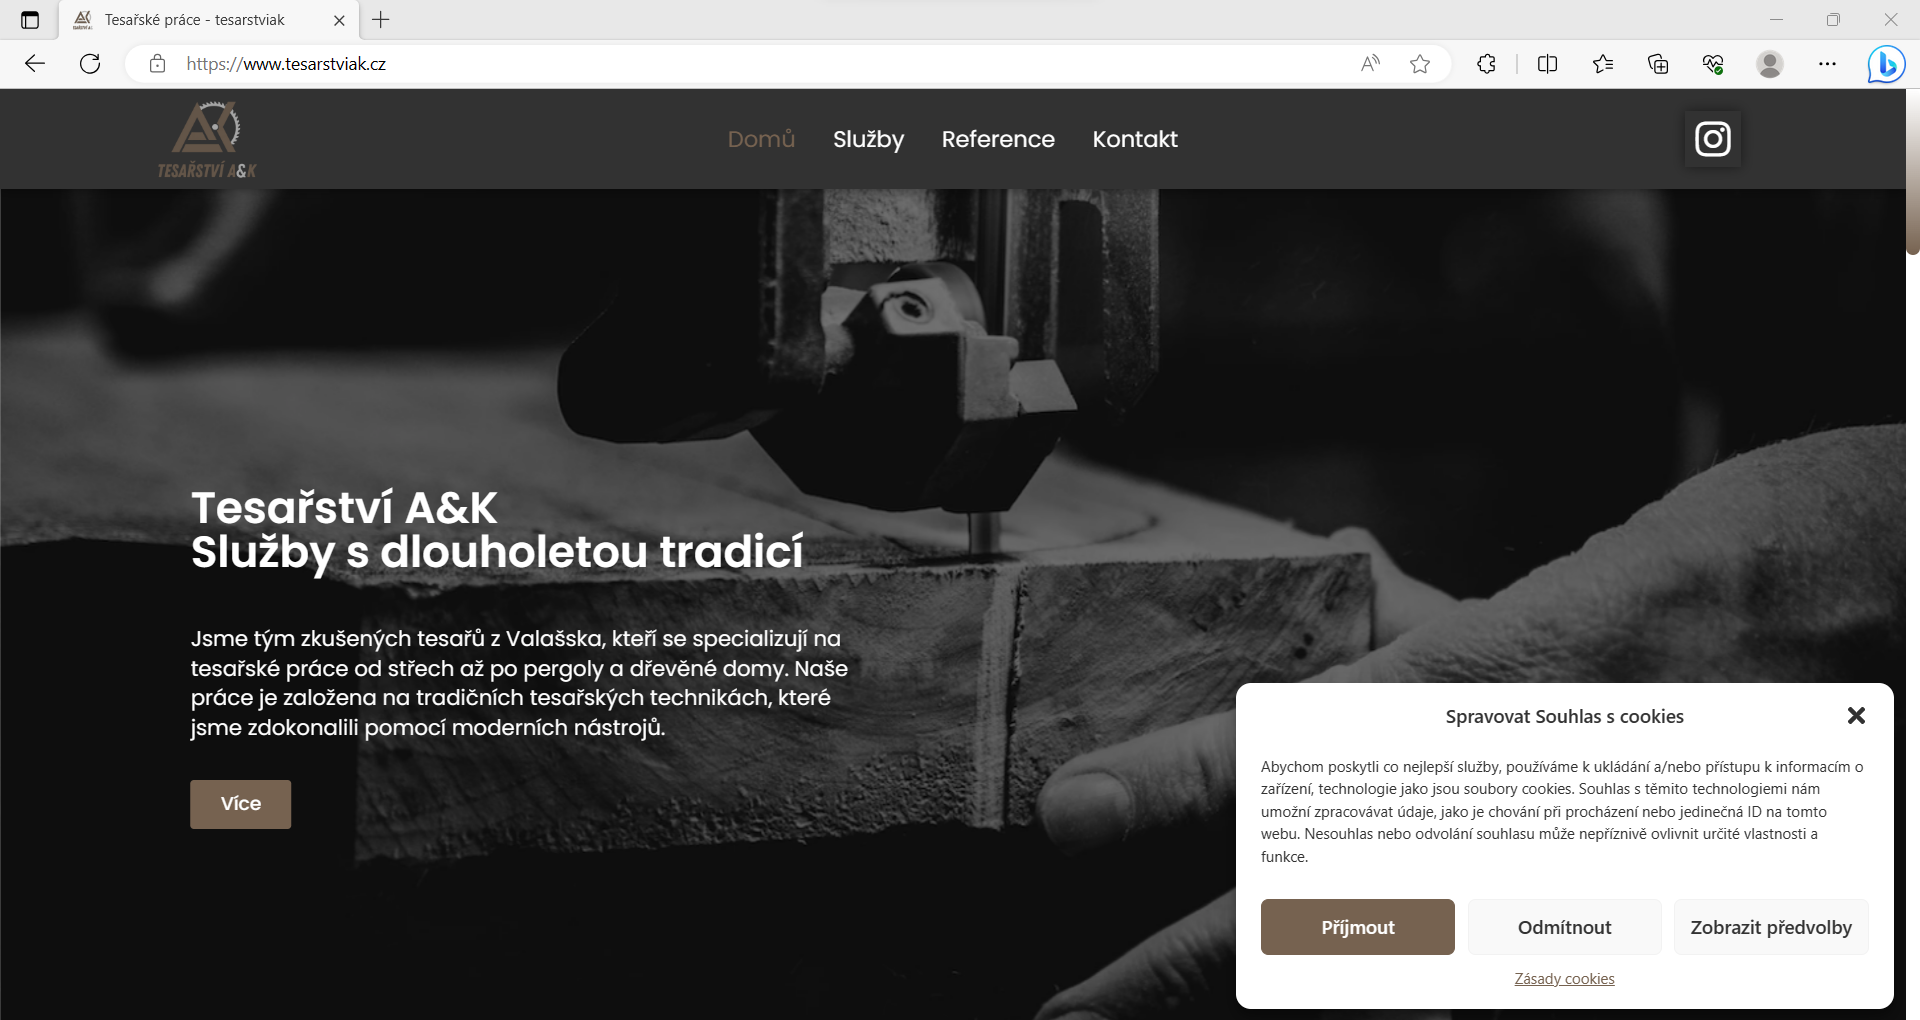 Tesařské práce - tesarstviak
https://www.tesarstviak.cz
TESAŘSTVÍ A&K
Domů
Služby
Reference
Kontakt
Tesařství A&K
Služby s dlouholetou tradicí
Jsme tým zkušených tesařů z Valašska, kteří se specializují na
tesařské práce od střech až po pergoly a dřevěné domy. Naše
práce je založena na tradičních tesařských technikách, které
jsme zdokonalili pomocí moderních nástrojů.
Více
Spravovat Souhlas s cookies
Abychom poskytli co nejlepší služby, používáme k ukládání a/nebo přístupu k informacím o
zařízení, technologie jako jsou soubory cookies. Souhlas s těmito technologiemi nám
umožní zpracovávat údaje, jako je chování při procházení nebo jedinečná ID na tomto
webu. Nesouhlas nebo odvolání souhlasu může nepříznivě ovlivnit určité vlastnosti a
funkce.
Příjmout
Odmítnout
Zobrazit předvolby
Zásady cookies